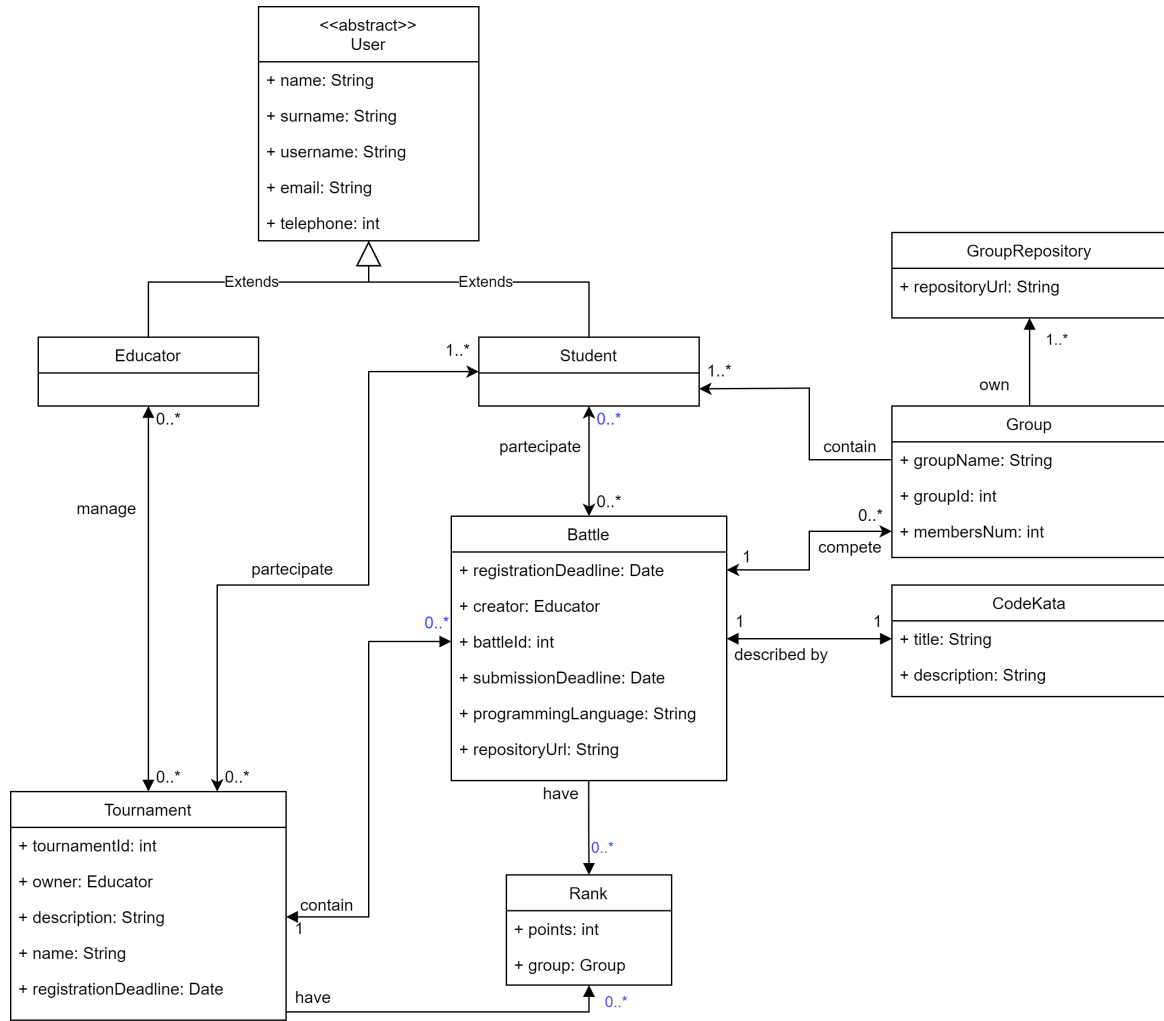 <<abstract>>
User
+ name: String
+ surname: String
+ username: String
+ email: String
+ telephone: int
Extends
Extends
GroupRepository
+ repositoryUrl: String
1..*
own
Educator
0..*
manage
0..*
Student
1..*
1..*
contain
0..*
partecipate
0..*
partecipate
0..*
Group
+ groupName: String
+ groupId: int
+ membersNum: int
0..*
compete
1
Battle
+ registrationDeadline: Date
+ creator: Educator
+ battleId: int
+ submissionDeadline: Date
+ programmingLanguage: String
+ repositoryUrl: String
1
1
described by
CodeKata
+ title: String
+ description: String
0..*
contain
1
Tournament
+ tournamentId: int
+ owner: Educator
+ description: String
+ name: String
+ registrationDeadline: Date
have
0..*
Rank
+ points: int
+ group: Group
have
0..*